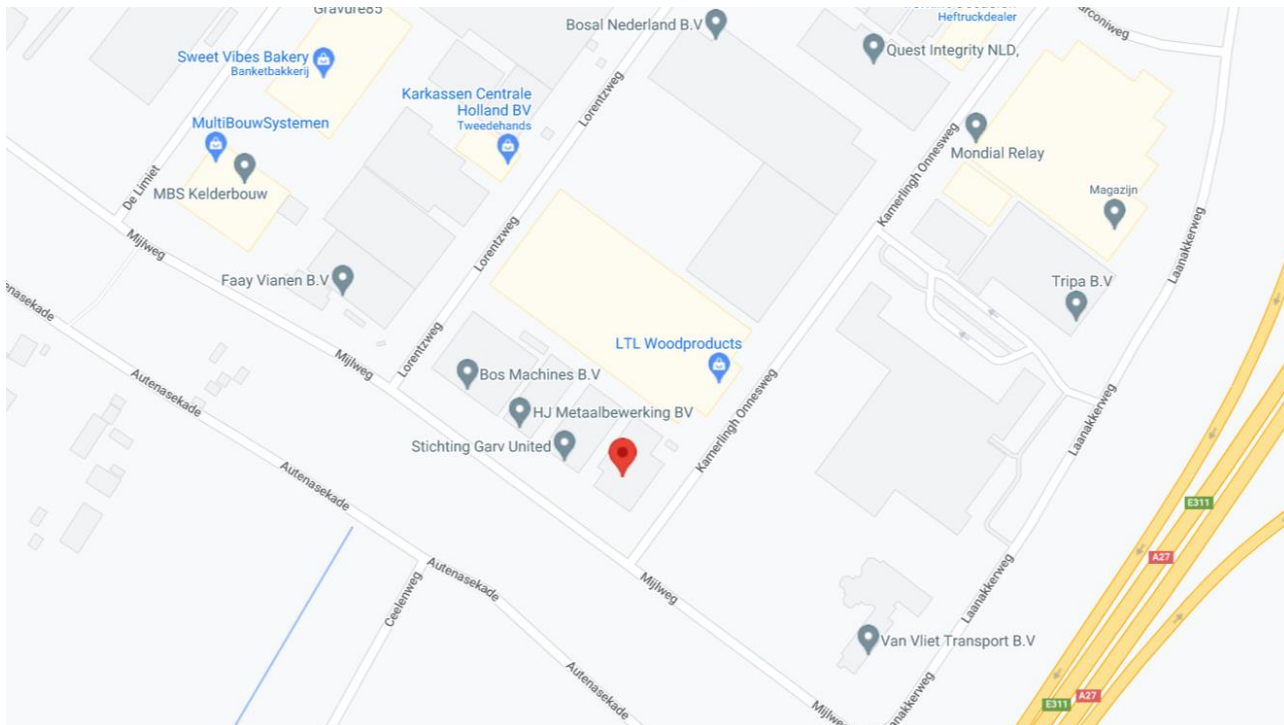 Gravure85
Bosal Nederland B.V
Heftruckdealer
Quest Integrity NLD,
Sweet Vibes Bakery
Banketbakkerij
Karkassen Centrale
Holland BV
Tweedehands
Lorentzweg
MultiBouwSystemen
MBS Kelderbouw
De Limiet
Mondial Relay
Kamerlingh Onnesweg
Magazijn
Laanakkerweg
Mijlweg
Lorentzweg
Faay Vianen B.V
Tripa B.V
Lorentzweg
LTL Woodproducts
Mijlweg
Bos Machines B.V
Autenasekade
HJ Metaalbewerking BV
Kamerlingh Onnesweg
Laanakkerweg
Stichting Garv United
Autenasekade
E311
A27
Autenasekade
Ceelenweg
Mijlweg
Laanakkerweg
Van Vliet Transport B.V
Autenasekade
Mijlweg
Laanakkerweg
A27
E311